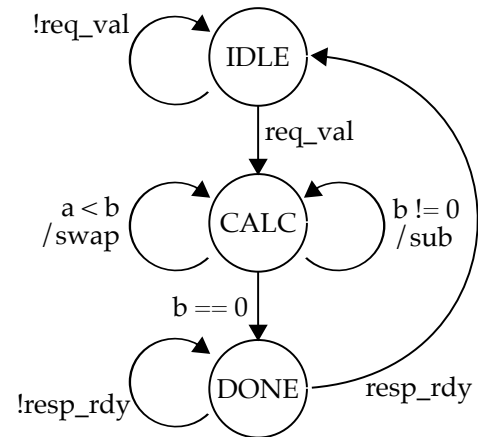 !req_val
IDLE
req_val
a < b
/swap
CALC
b != 0
/sub
b == 0
!resp_rdy
DONE
resp_rdy